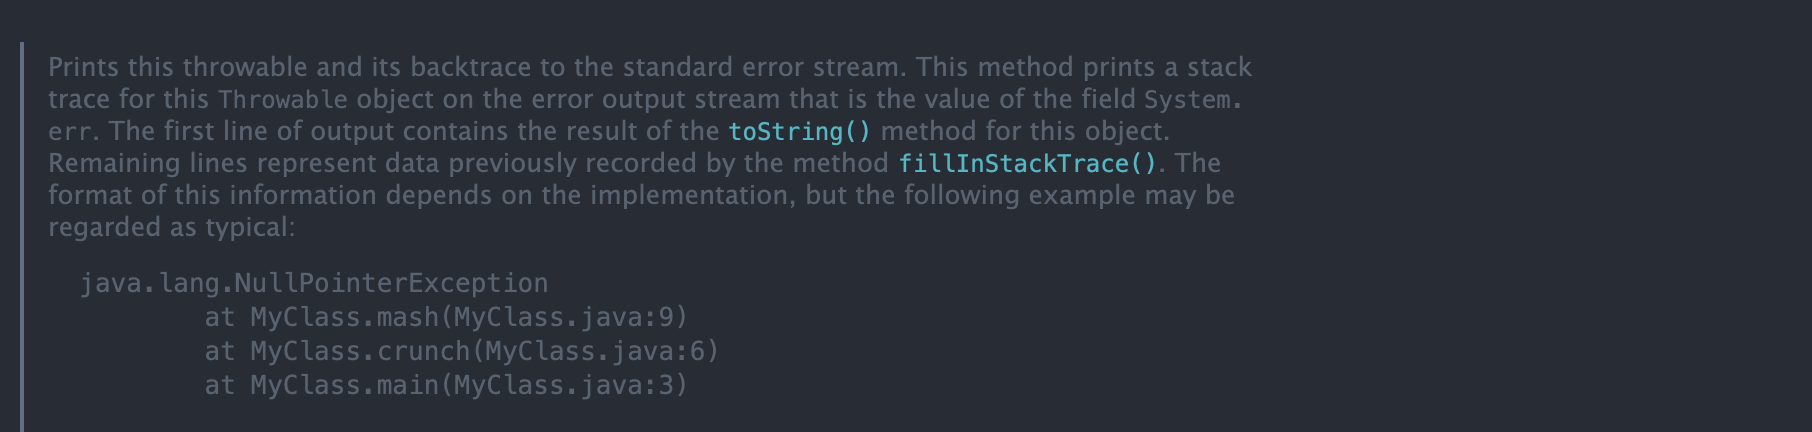 Prints this throwable and its backtrace to the standard error stream. This method prints a stack
trace for this Throwable object on the error output stream that is the value of the field System.
err. The first line of output contains the result of the toString() method for this object.
Remaining lines represent data previously recorded by the method fillInStackTrace(). The
format of this information depends on the implementation, but the following example may be
regarded as typical:
java.lang.NullPointerException
at MyClass.mash(MyClass.java:9)
at MyClass.crunch(MyClass.java:6)
at MyClass.main(MyClass.java:3)